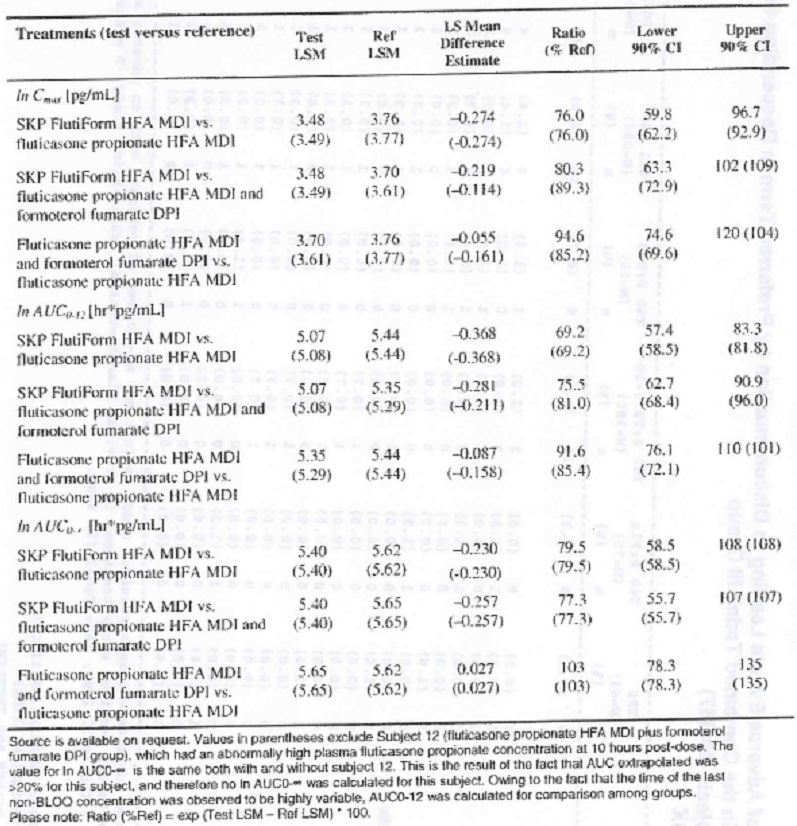 Treatments (test versus reference) Test LSM Ref LSM LS Mean Difference Estimate Ratio (% Ref) Lower 90% CI Upper 90% CI
ln Cmax [pg/mL]
SKP FlutiForm HFA MDI vs. 3.48 3.76 −0.274 76.0 59.8 96.7
fluticasone propionate HFA MDI (3.49) (3.77) (−0.274) (76.0) (62.2) (92.9)
SKP FlutiForm HFA MDI vs. 3.48 3.70 −0.219 80.3 63.3 102 (109)
fluticasone propionate HFA MDI and (3.49) (3.61) (−0.114) (89.3) (72.9)
formoterol fumarate DPI
Fluticasone propionate HFA MDI 3.70 3.76 −0.055 94.6 74.6 120 (104)
and formoterol fumarate DPI vs. (3.61) (3.77) (−0.161) (85.2) (69.6)
fluticasone propionate HFA MDI
ln AUC0-12 [hr*pg/mL]
SKP FlutiForm HFA MDI vs. 5.07 5.44 −0.368 69.2 57.4 83.3
fluticasone propionate HFA MDI (5.08) (5.44) (−0.368) (69.2) (58.5) (81.8)
SKP FlutiForm HFA MDI vs. 5.07 5.35 −0.281 75.5 62.7 90.9
fluticasone propionate HFA MDI and (5.08) (5.29) (−0.211) (81.0) (68.4) (96.0)
formoterol fumarate DPI
Fluticasone propionate HFA MDI 5.35 5.44 −0.087 91.6 76.1 110 (101)
and formoterol fumarate DPI vs. (5.29) (5.44) (−0.158) (85.4) (72.1)
fluticasone propionate HFA MDI
ln AUC0- [hr*pg/mL]
SKP FlutiForm HFA MDI vs. 5.40 5.62 −0.230 79.5 58.5 108 (108)
fluticasone propionate HFA MDI (5.40) (5.62) (-0.230) (79.5) (58.5)
SKP FlutiForm HFA MDI vs. 5.40 5.65 −0.257 77.3 55.7 107 (107)
fluticasone propionate HFA MDI and (5.40) (5.65) (−0.257) (77.3) (55.7)
formoterol fumarate DPI
Fluticasone propionate HFA MDI 5.65 5.62 0.027 103 78.3 135
and formoterol fumarate DPI vs. (5.65) (5.62) (0.027) (103) (78.3) (135)
fluticasone propionate HFA MDI
Source is available on request. Values in parentheses exclude Subject 12 (fluticasone propionate HFA MDI plus formoterol
fumarate DPI group), which had an abnormally high plasma fluticasone propionate concentration at 10 hours post-dose. The
value for ln AUC0-∞ is the same both with and without subject 12. This is the result of the fact that AUC extrapolated was
>20% for this subject, and therefore no ln AUC0-∞ was calculated for this subject. Owing to the fact that the time of the last
non-BLOQ concentration was observed to be highly variable, AUC0-12 was calculated for comparison among groups.
Please note: Ratio (%Ref) = exp (Test LSM – Ref LSM) * 100.